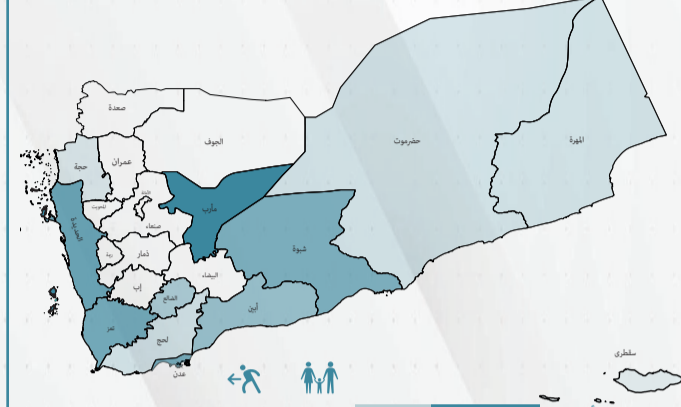 صعدة
الجوف
حضرموت
المهرة
حجة
عمران
مأرب
المحويت
صنعاء
الحديدة
ريمة
ذمار
شبوة
البيضاء
إب
الضالع
أبين
تعز
لحج
عدن
سقطرى